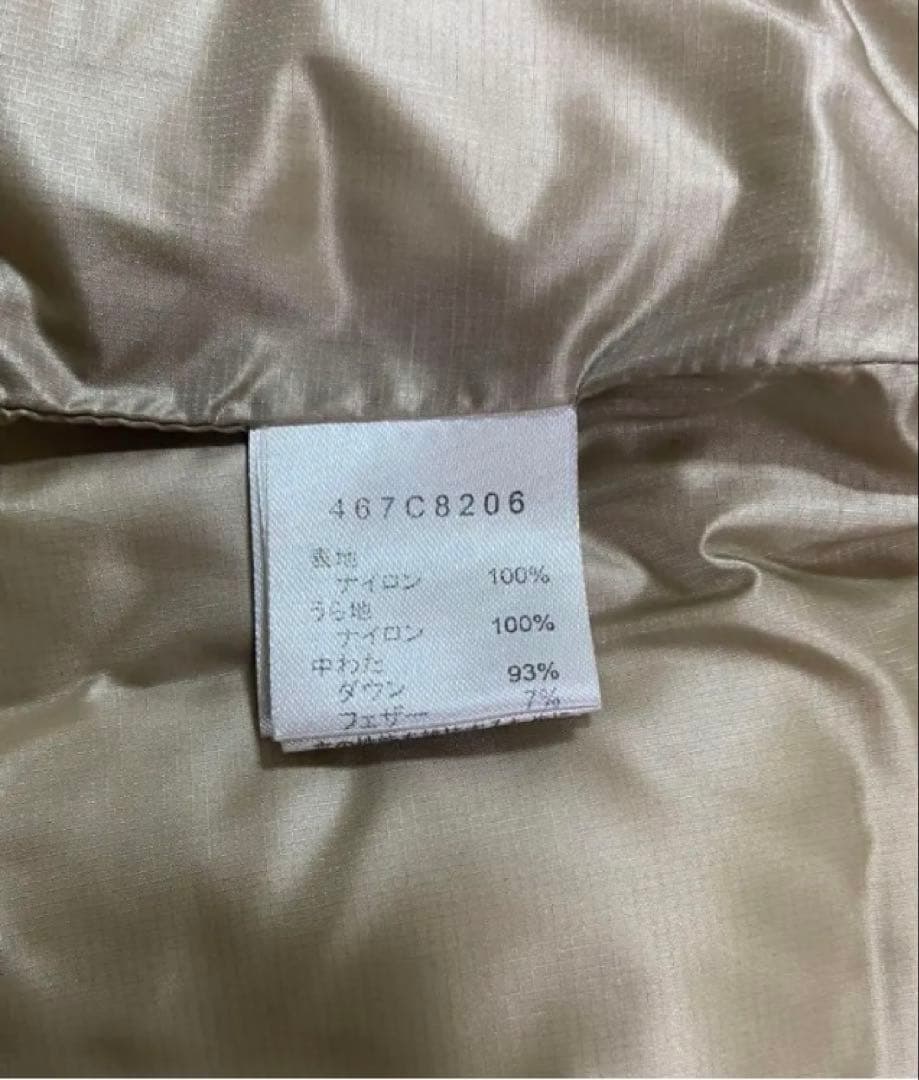 467C8206
表地
ナイロン 100%
うら地
ナイロン 100%
中わた
ダウン 93%
フェザー 7%